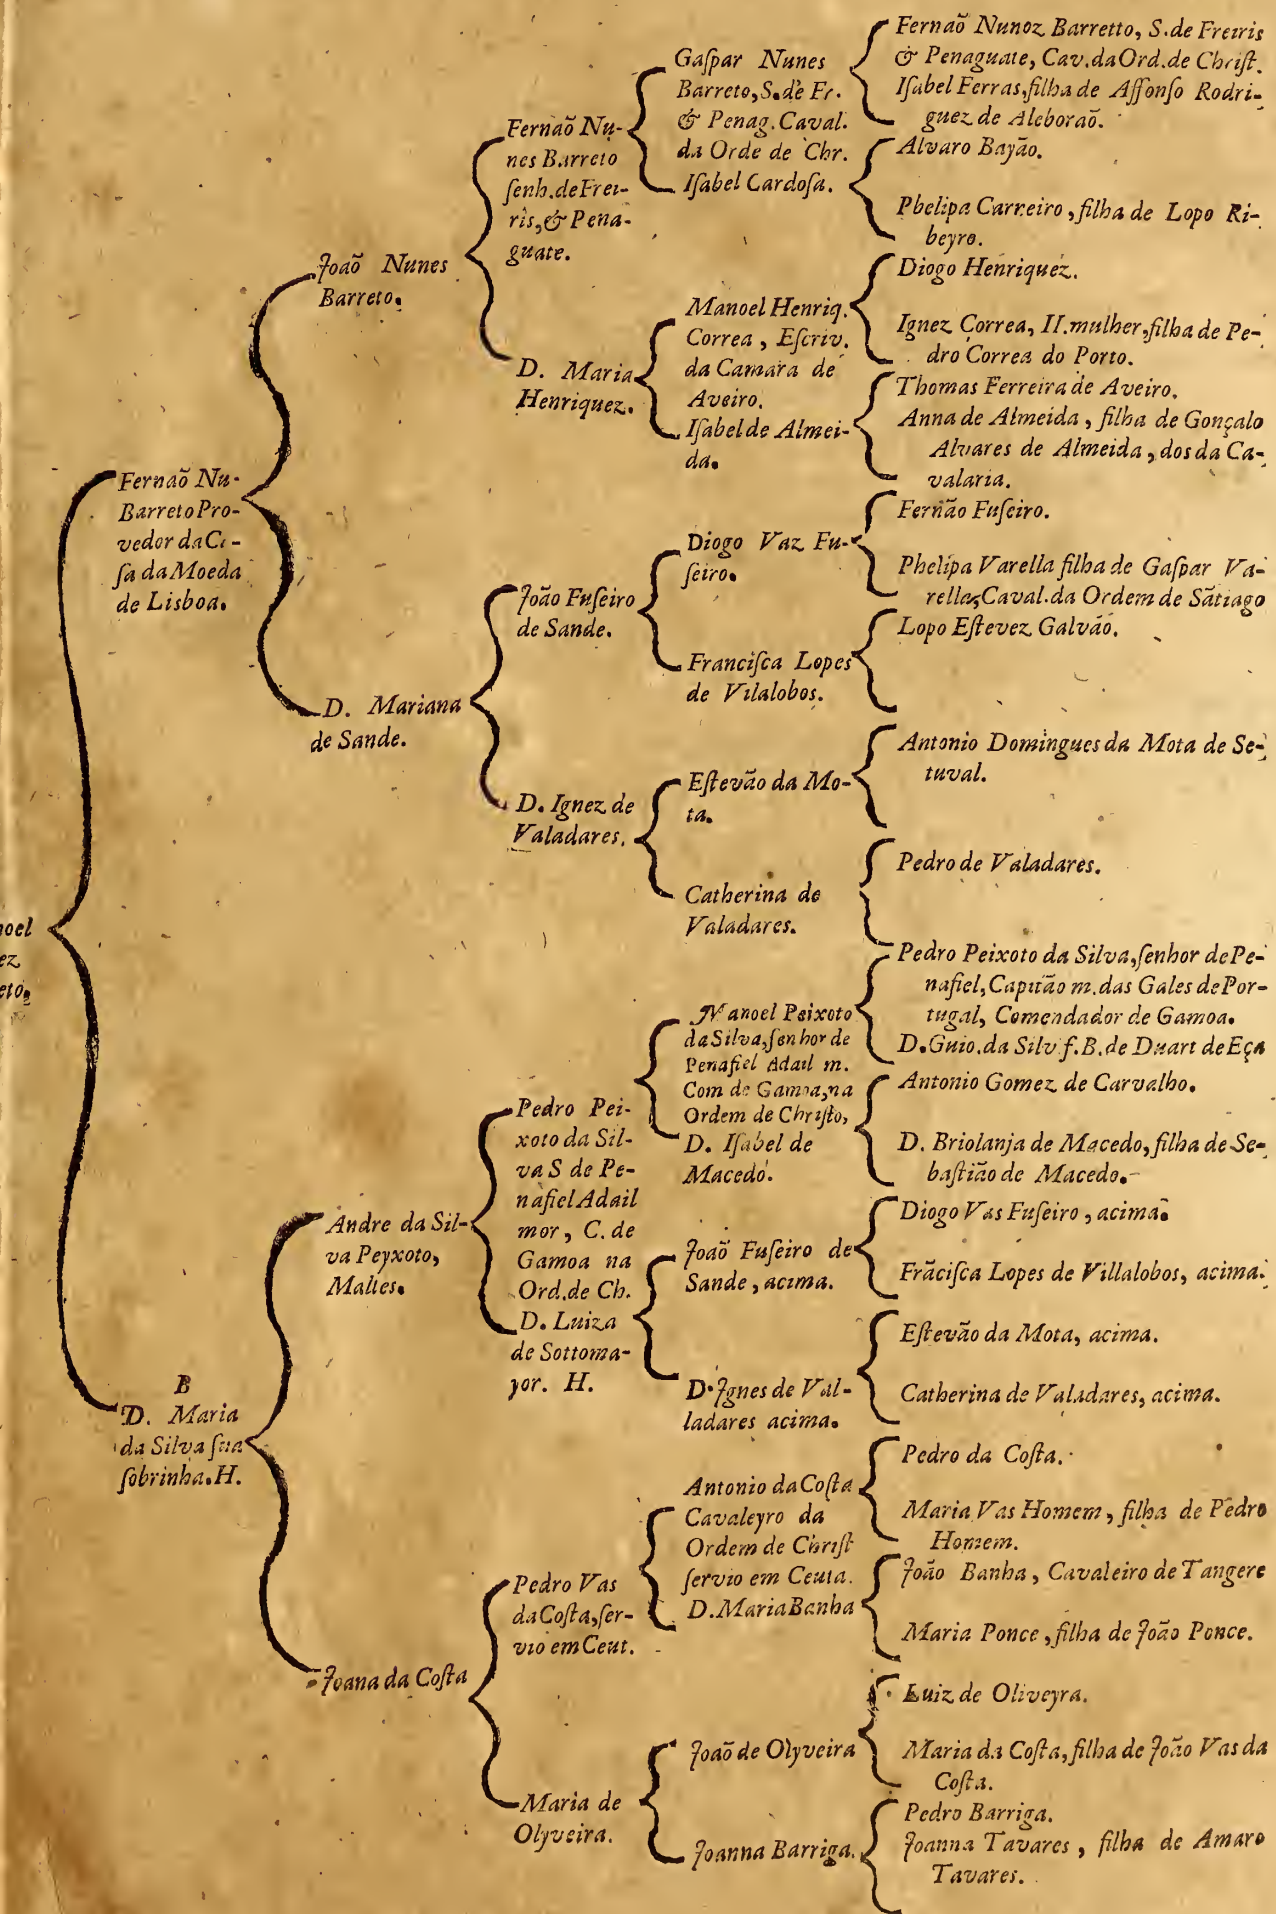 Fernaõ Nunoz Barretto, S.de Freiris
& Penaguate, Cav.da Ord.de Chriſt.
Iſabel Ferras, filha de Affonſo Rodri-
guez de Aleboraõ.
Gaſpar Nunes
Barreto, S.de Fr.
& Penag. Caval.
da Orde de Chr.
Iſabel Cardoſa.
Alvaro Bayão.
Phelipa Carneiro, filha de Lopo Ri-
beyro.
Fernaõ Nu-
nes Barreto
ſenh.de Frei-
ris, & Pena-
guate.
Joaõ Nunes
Barreto.
Diogo Henriquez.
Ignez Correa, II.mulher, filha de Pe-
dro Correa do Porto.
Manoel Henriq.
Correa, Eſcriv.
da Camara de
Aveiro.
Iſabel de Almei-
da.
Thomas Ferreira de Aveiro.
Anna de Almeida, filha de Gonçalo
Alvares de Almeida, dos da Ca-
valaria.
D. Maria
Henriquez.
Fernaõ Nu-
Barreto Pro-
vedor da Ca-
ſa da Moeda
de Lisboa.
Fernão Fuſeiro.
Phelipa Varella filha de Gaſpar Va-
rella, Caval.da Ordem de Sãtiago
Diogo Vaz Fu-
ſeiro.
Lopo Eſtevez Galvão.
João Fuſeiro
de Sande.
Franciſca Lopes
de Vilalobos.
D. Mariana
de Sande.
Antonio Domingues da Mota de Se-
tuval.
Eſtevão da Mo-
ta.
D. Ignez de
Valadares.
Pedro de Valadares.
Catherina de
Valadares.
noel
ez
eto.
Pedro Peixoto da Silva, ſenhor de Pe-
nafiel, Capitão m.das Gales de Por-
tugal, Comendador de Gamoa.
D. Guio.da Silv f.B.de Duart de Eça
Manoel Peixoto
da Silva, ſenhor de
Penafiel Adail m.
Com de Gamoa, na
Ordem de Chriſto,
D. Iſabel de
Macedo.
Antonio Gomez de Carvalho.
D. Briolanja de Macedo, filha de Se-
baſtião de Macedo.
Pedro Pei-
xoto da Sil-
va S de Pe-
nafiel Adail
mor, C. de
Gamoa na
Ord.de Ch.
D. Luiza
de Sottoma-
yor. H.
Andre da Sil-
va Peyxoto,
Maltes.
Diogo Vas Fuſeiro, acima.
Frãciſca Lopes de Villalobos, acima.
Joaõ Fuſeiro de
Sande, acima.
Eſtevão da Mota, acima.
Catherina de Valadares, acima.
D. Ignes de Val-
ladares acima.
B
D. Maria
da Silva ſua
ſobrinha. H.
Pedro da Coſta.
Maria Vas Homem, filha de Pedro
Homem.
Antonio da Coſta
Cavaleyro da
Ordem de Chriſt
ſervio em Ceuta.
D. Maria Banha
João Banha, Cavaleiro de Tangere
Maria Ponce, filha de João Ponce.
Pedro Vas
da Coſta, ſer-
vio em Ceut.
Joana da Coſta
Luiz de Oliveyra.
Maria da Coſta, filha de João Vas da
Coſta.
Joaõ de Olyveira
Maria de
Olyveira.
Joanna Barriga.
Pedro Barriga.
Joanna Tavares, filha de Amaro
Tavares.